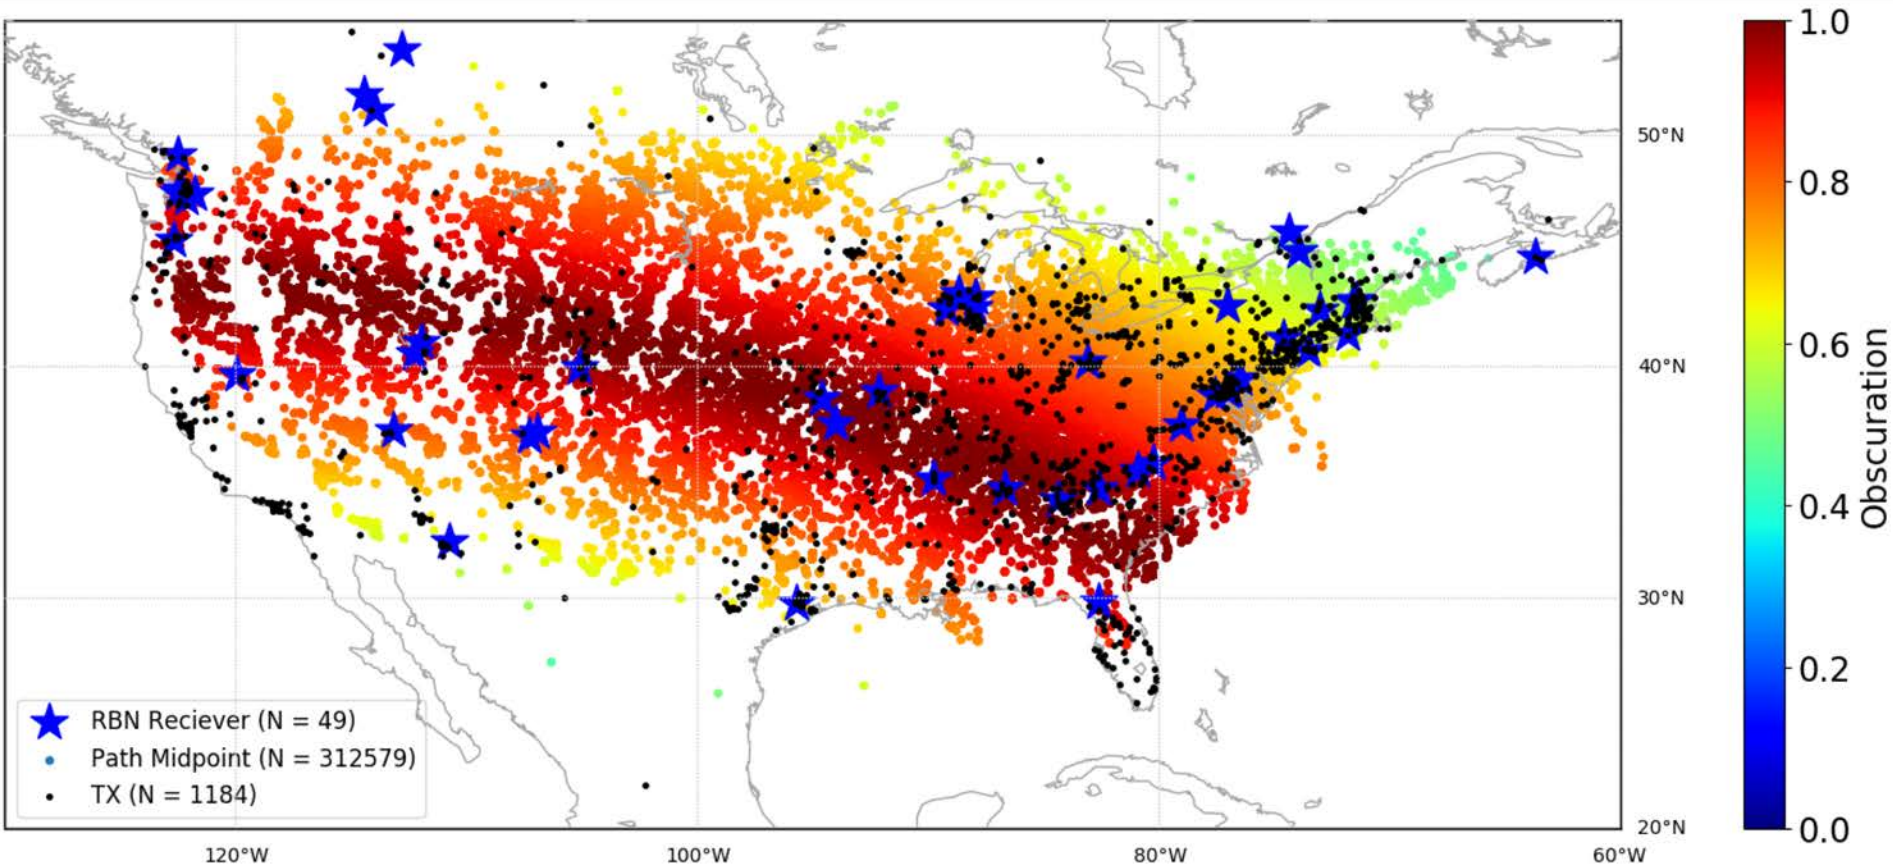 1.0
0.8
0.6
0.4
0.2
0.0
Obscuration
50°N
40°N
30°N
20°N
120°W
100°W
80°W
60°W
RBN Reciever (N = 49)
Path Midpoint (N = 312579)
TX (N = 1184)